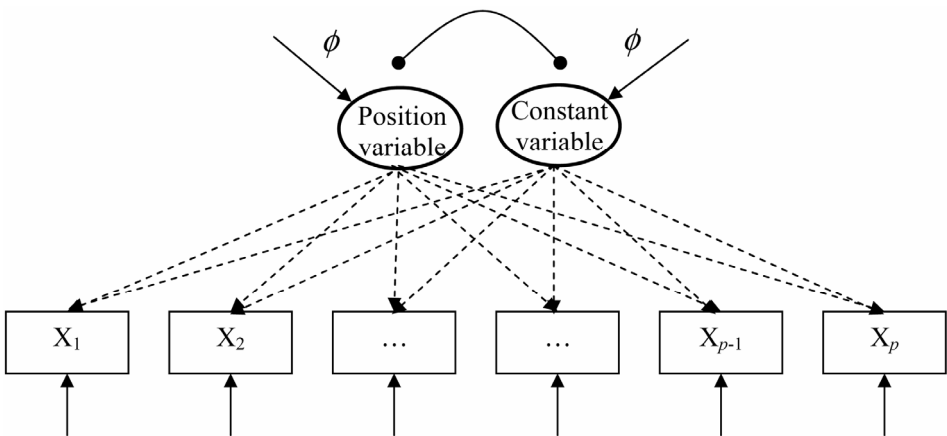 ϕ
ϕ
Position
variable
Constant
variable
X1
X2
…
…
Xp-1
Xp